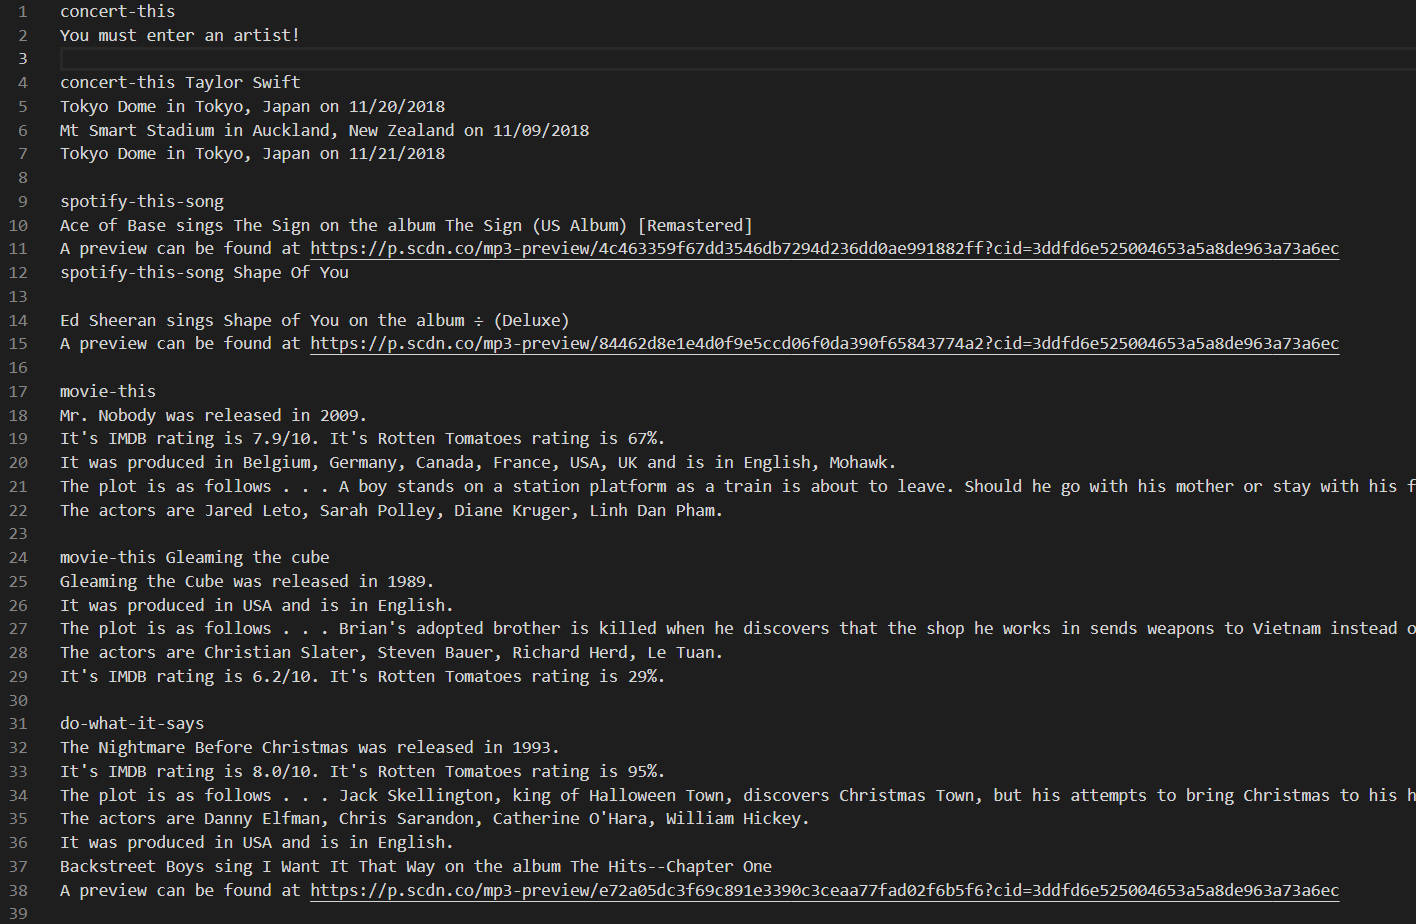 1 concert-this
2 You must enter an artist!
3
4 concert-this Taylor Swift
5 Tokyo Dome in Tokyo, Japan on 11/20/2018
6 Mt Smart Stadium in Auckland, New Zealand on 11/09/2018
7 Tokyo Dome in Tokyo, Japan on 11/21/2018
8
9 spotify-this-song
10 Ace of Base sings The Sign on the album The Sign (US Album) [Remastered]
11 A preview can be found at https://p.scdn.co/mp3-preview/4c463359f67dd3546db7294d236dd0ae991882ff?cid=3ddfd6e525004653a5a8de963a73a6ec
12 spotify-this-song Shape Of You
13
14 Ed Sheeran sings Shape of You on the album ÷ (Deluxe)
15 A preview can be found at https://p.scdn.co/mp3-preview/84462d8e1e4d0f9e5ccd06f0da390f65843774a2?cid=3ddfd6e525004653a5a8de963a73a6ec
16
17 movie-this
18 Mr. Nobody was released in 2009.
19 It's IMDB rating is 7.9/10. It's Rotten Tomatoes rating is 67%.
20 It was produced in Belgium, Germany, Canada, France, USA, UK and is in English, Mohawk.
21 The plot is as follows . . . A boy stands on a station platform as a train is about to leave. Should he go with his mother or stay with his f
22 The actors are Jared Leto, Sarah Polley, Diane Kruger, Linh Dan Pham.
23
24 movie-this Gleaming the cube
25 Gleaming the Cube was released in 1989.
26 It was produced in USA and is in English.
27 The plot is as follows . . . Brian's adopted brother is killed when he discovers that the shop he works in sends weapons to Vietnam instead o
28 The actors are Christian Slater, Steven Bauer, Richard Herd, Le Tuan.
29 It's IMDB rating is 6.2/10. It's Rotten Tomatoes rating is 29%.
30
31 do-what-it-says
32 The Nightmare Before Christmas was released in 1993.
33 It's IMDB rating is 8.0/10. It's Rotten Tomatoes rating is 95%.
34 The plot is as follows . . . Jack Skellington, king of Halloween Town, discovers Christmas Town, but his attempts to bring Christmas to his h
35 The actors are Danny Elfman, Chris Sarandon, Catherine O'Hara, William Hickey.
36 It was produced in USA and is in English.
37 Backstreet Boys sing I Want It That Way on the album The Hits--Chapter One
38 A preview can be found at https://p.scdn.co/mp3-preview/e72a05dc3f69c891e3390c3ceaa77fad02f6b5f6?cid=3ddfd6e525004653a5a8de963a73a6ec
39